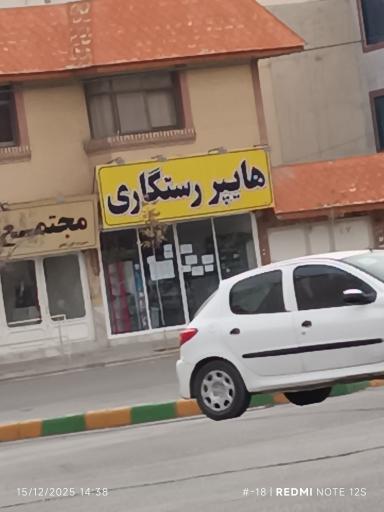 هایپر رستگاری
مجتمع
15/12/2025 14:38
#-18 | REDMI NOTE 12S